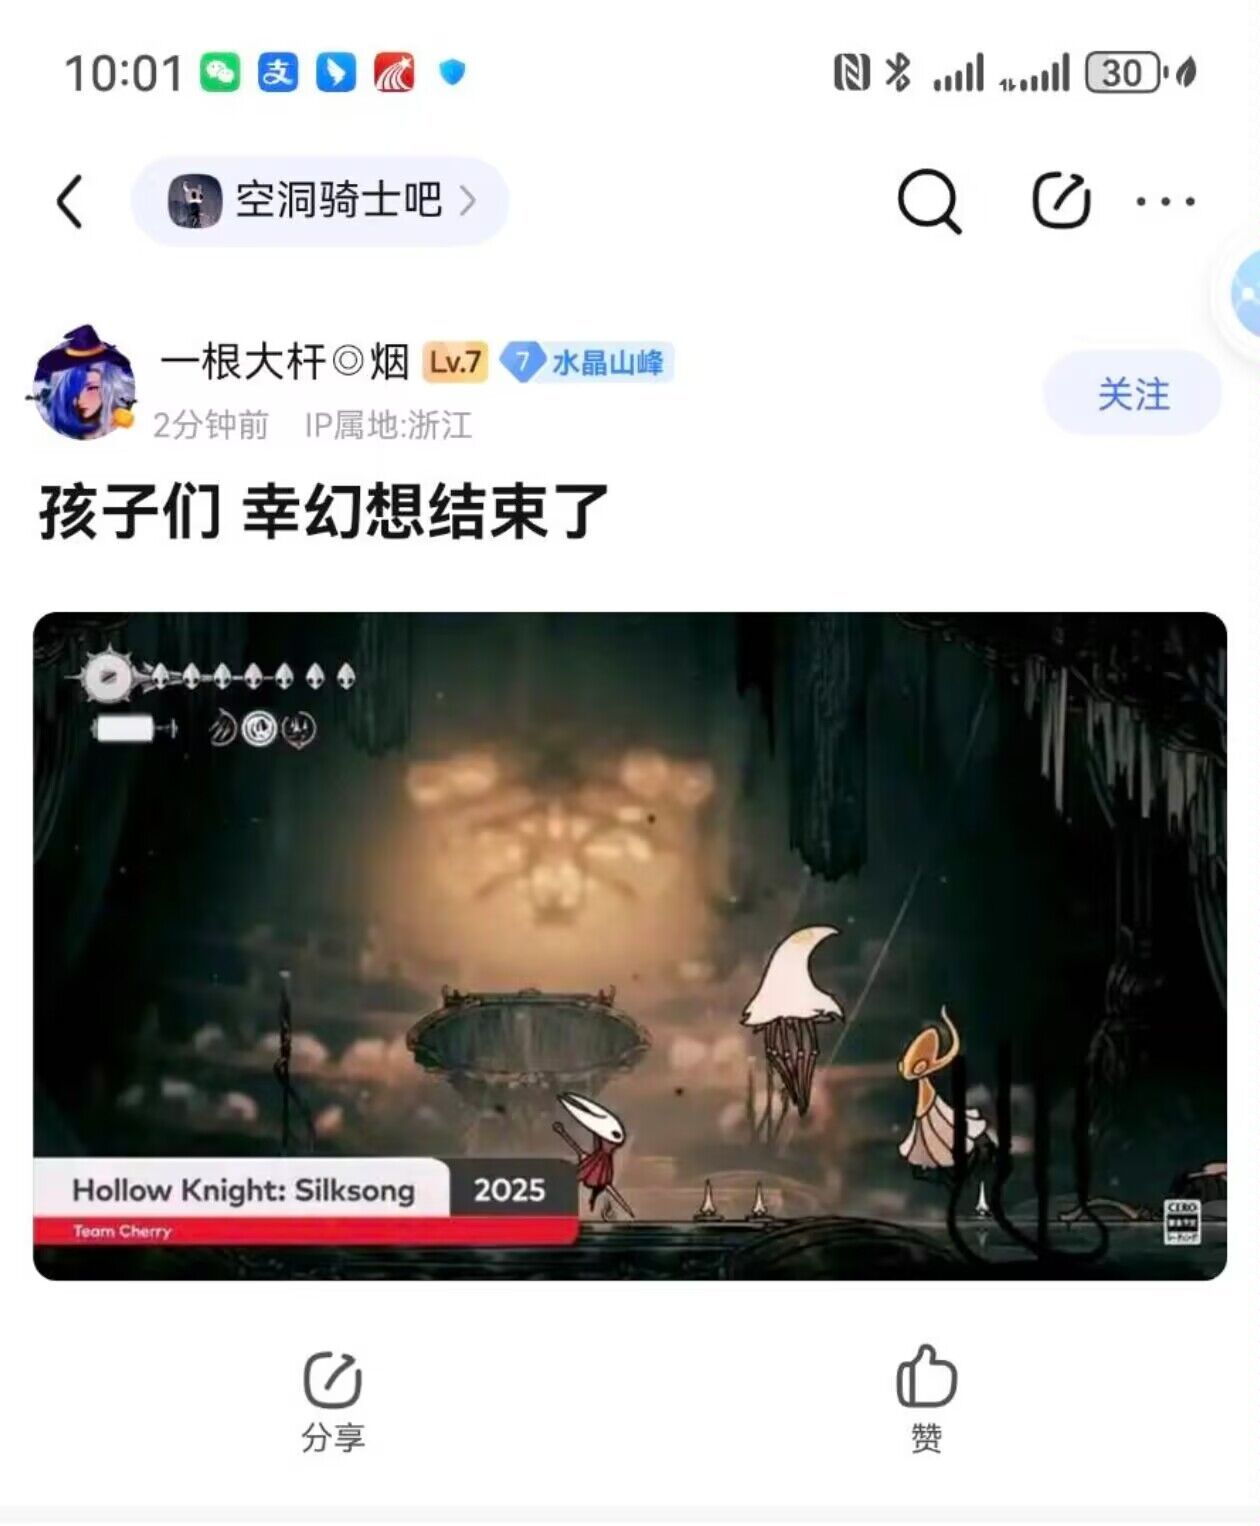 10:01 支 30
空洞骑士吧
一根大杆◎烟 Lv.7 7 水晶山峰
2分钟前 IP属地:浙江
关注
孩子们 幸幻想结束了
Hollow Knight: Silksong 2025
Team Cherry
CERO
分享
赞